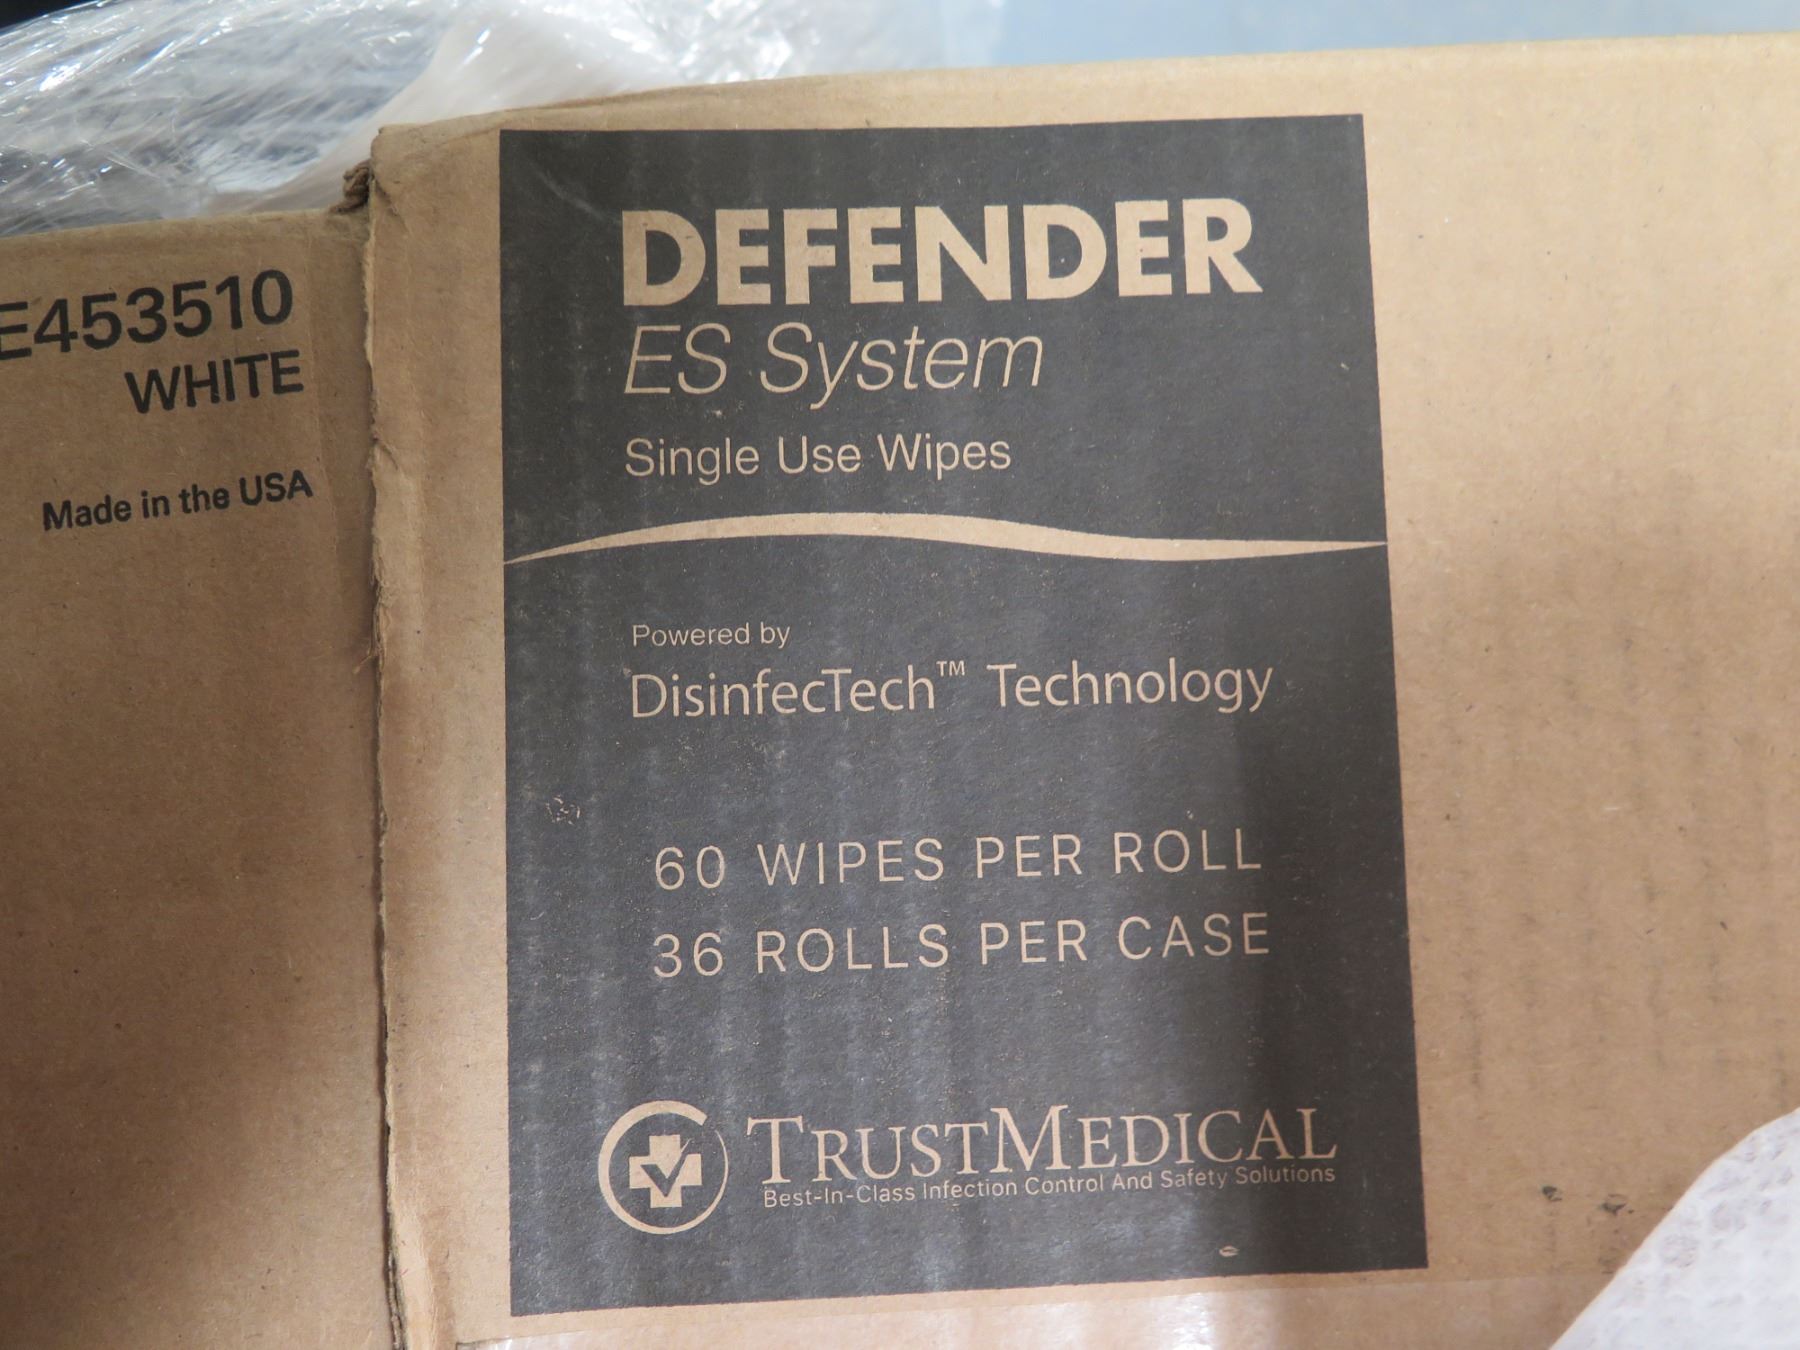 E453510
WHITE
Made in the USA
DEFENDER
ES System
Single Use Wipes
Powered by
DisinfecTech™ Technology
60 WIPES PER ROLL
36 ROLLS PER CASE
TRUSTMEDICAL
Best-In-Class Infection Control And Safety Solutions